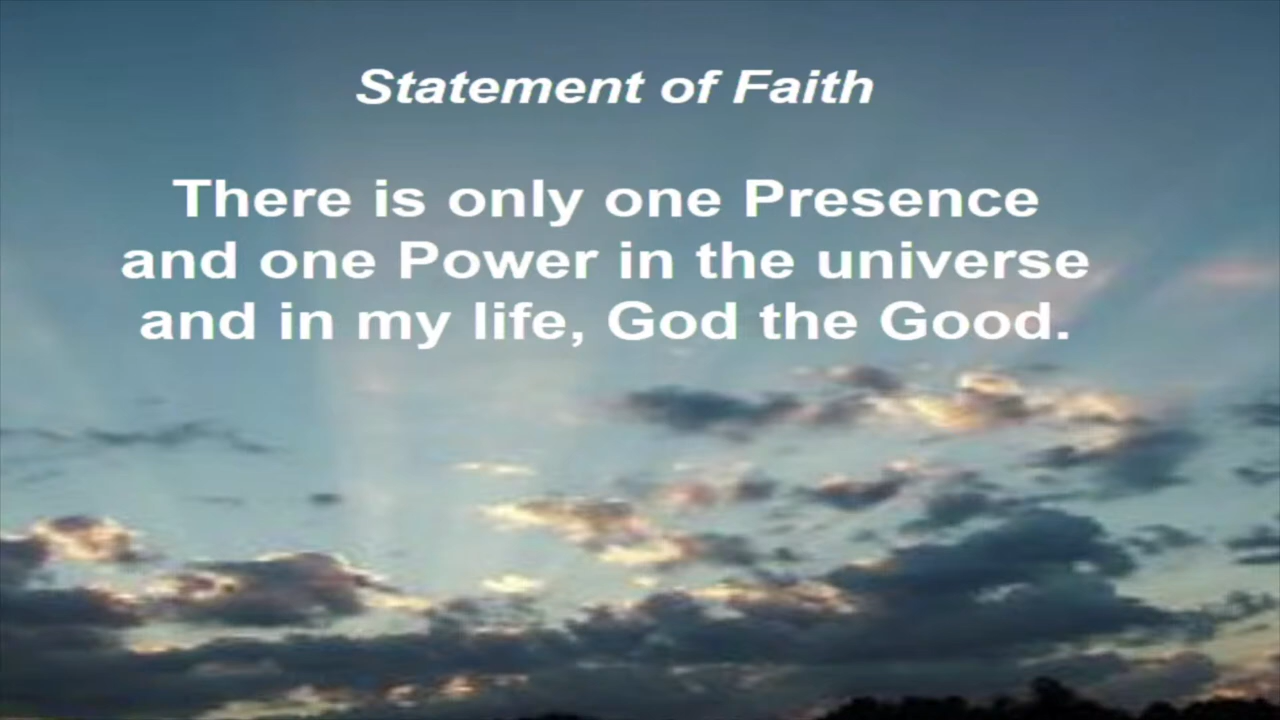 Statement of Faith
There is only one Presence
and one Power in the universe
and in my life, God the Good.